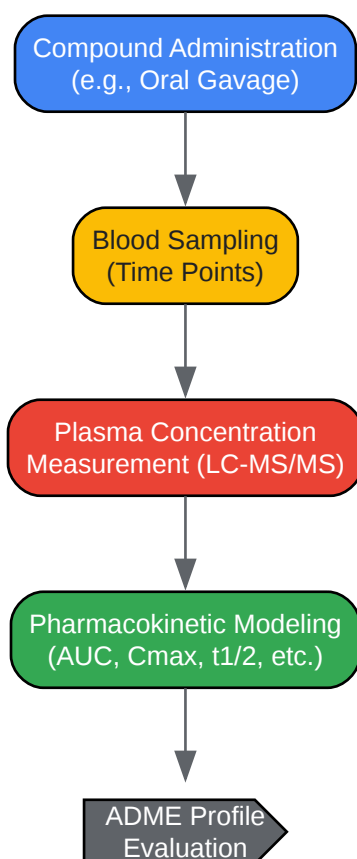 Compound Administration
(e.g., Oral Gavage)
Blood Sampling
(Time Points)
Plasma Concentration
Measurement (LC-MS/MS)
Pharmacokinetic Modeling
(AUC, Cmax, t1/2, etc.)
ADME Profile
Evaluation